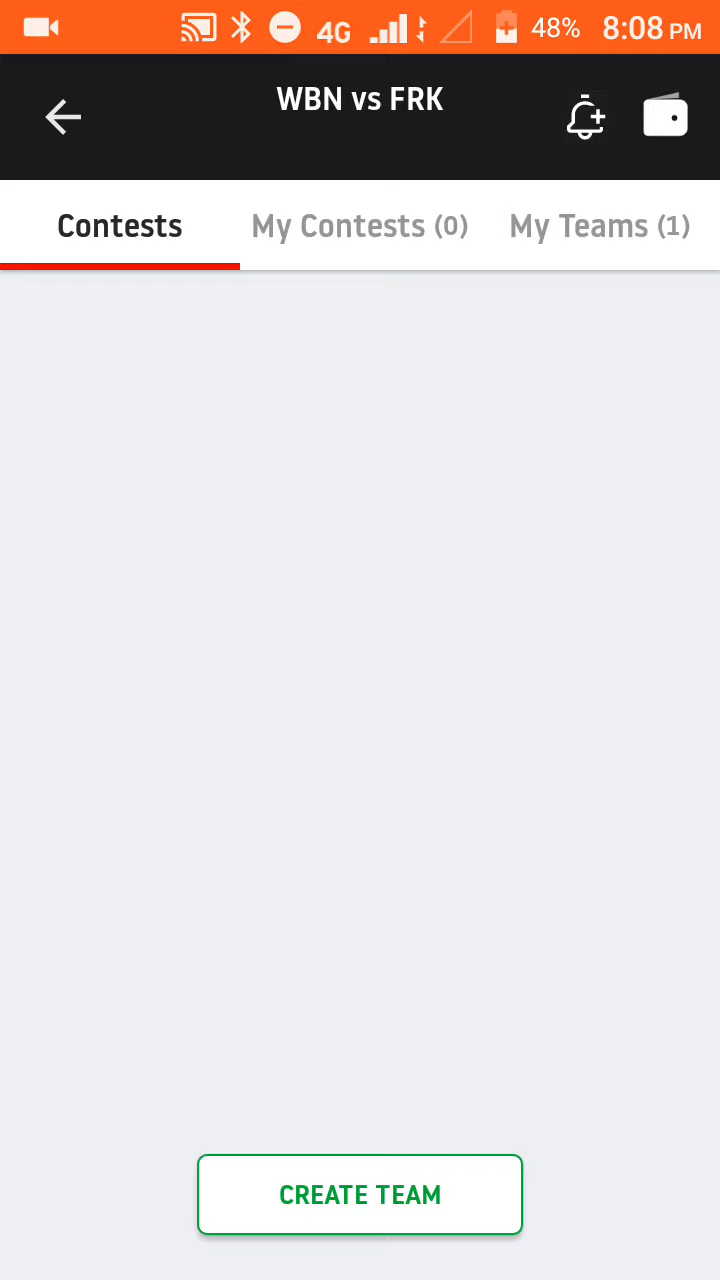 4G 48% 8:08 PM
WBN vs FRK
Contests My Contests (0) My Teams (1)
CREATE TEAM